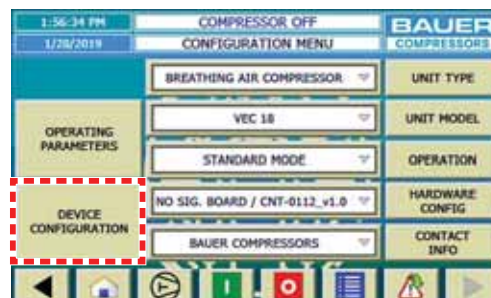 1:56:34 PM
COMPRESSOR OFF
BAUER
1/28/2019
CONFIGURATION MENU
COMPRESSORS
BREATHING AIR COMPRESSOR
UNIT TYPE
OPERATING
PARAMETERS
VEC 18
UNIT MODEL
STANDARD MODE
OPERATION
DEVICE
CONFIGURATION
NO SIG. BOARD / CNT-0112_v1.0
HARDWARE
CONFIG
BAUER COMPRESSORS
CONTACT
INFO